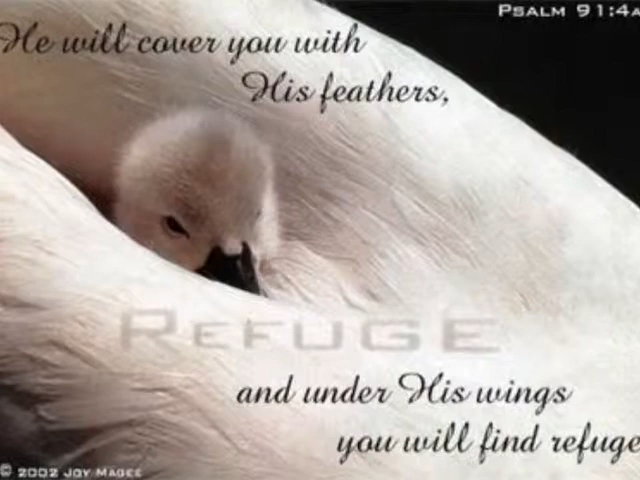 PSALM 91:4a
He will cover you with
His feathers,
REFUGE
and under His wings
you will find refuge
© 2002 JOY MAGEE